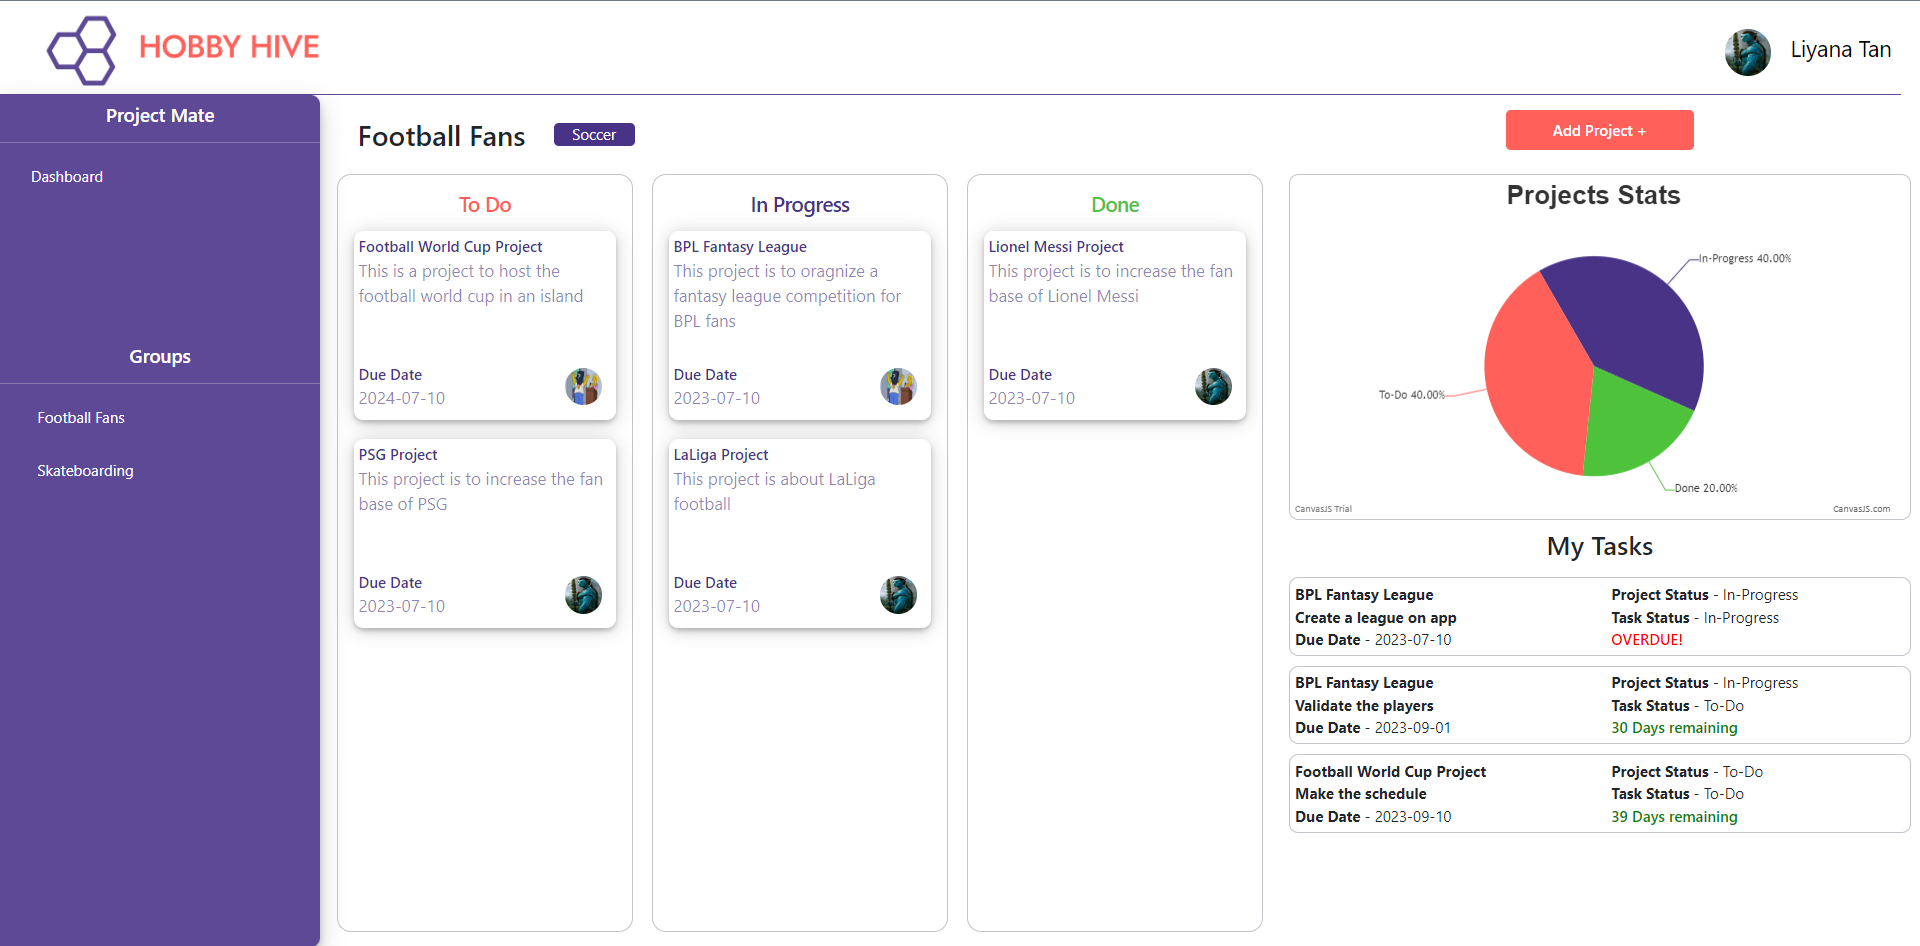 HOBBY HIVE
Liyana Tan
Project Mate
Dashboard
Groups
Football Fans
Skateboarding
Football Fans
Soccer
Add Project +
To Do
Football World Cup Project
This is a project to host the
football world cup in an island
Due Date
2024-07-10
PSG Project
This project is to increase the fan
base of PSG
Due Date
2023-07-10
In Progress
BPL Fantasy League
This project is to oragnize a
fantasy league competition for
BPL fans
Due Date
2023-07-10
LaLiga Project
This project is about LaLiga
football
Due Date
2023-07-10
Done
Lionel Messi Project
This project is to increase the fan
base of Lionel Messi
Due Date
2023-07-10
Projects Stats
In-Progress 40.00%
To-Do 40.00%
Done 20.00%
CanvasJS Trial
CanvasJS.com
My Tasks
BPL Fantasy League
Create a league on app
Due Date - 2023-07-10
Project Status - In-Progress
Task Status - In-Progress
OVERDUE!
BPL Fantasy League
Validate the players
Due Date - 2023-09-01
Project Status - In-Progress
Task Status - To-Do
30 Days remaining
Football World Cup Project
Make the schedule
Due Date - 2023-09-10
Project Status - To-Do
Task Status - To-Do
39 Days remaining